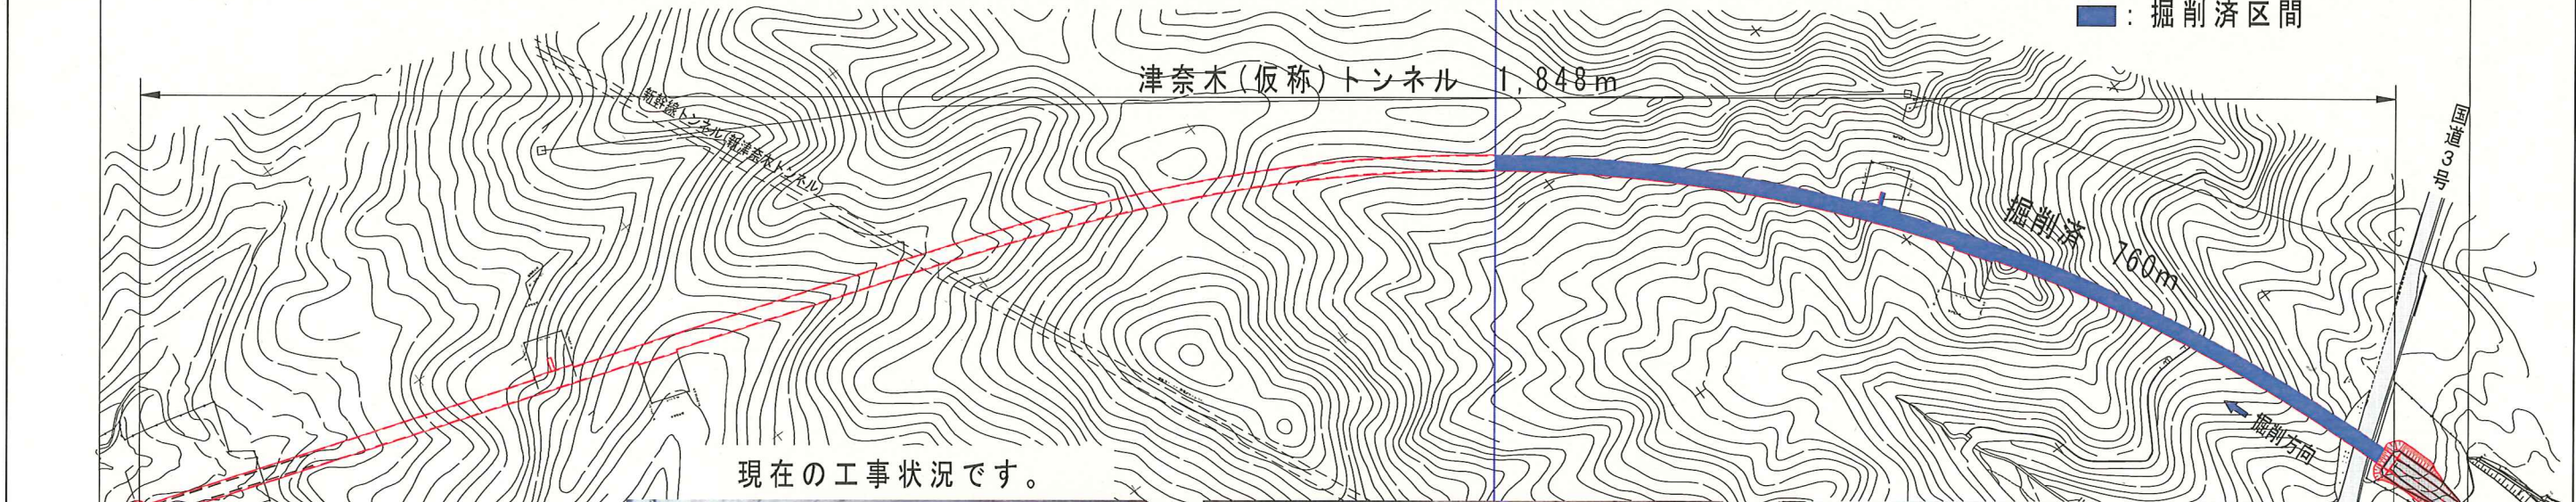 ：掘削済区間
津奈木(仮称)トンネル 1,848m
新幹線トンネル(新津奈木トンネル)
国道3号
掘削済 760m
掘削方向
現在の工事状況です。